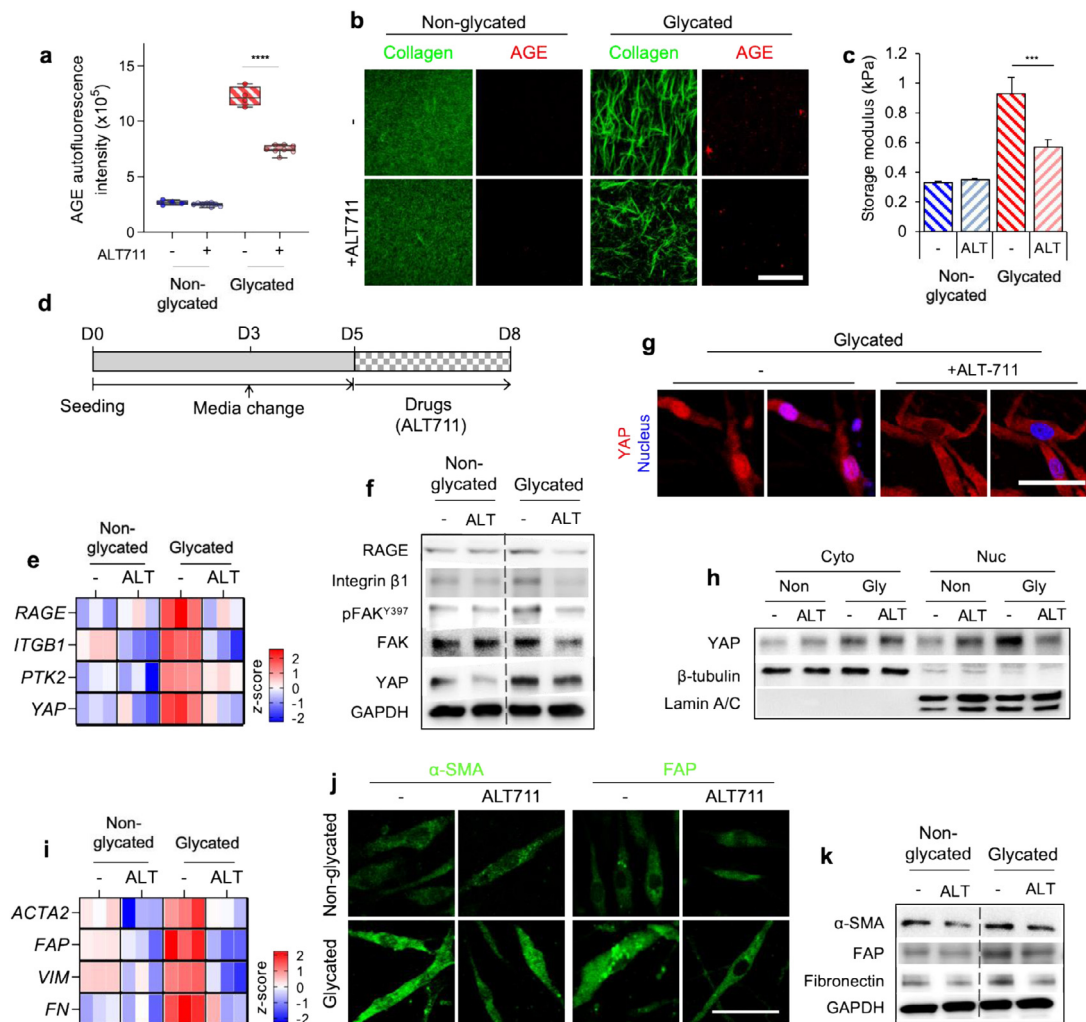 a
AGE autofluorescence
intensity (x10⁵)
15
10
5
0
ALT711
- + - +
Non-
glycated
Glycated
****
b
Non-glycated Glycated
Collagen AGE Collagen AGE
-
+ALT711
c
Storage modulus (kPa)
1.2
1
0.8
0.6
0.4
0.2
0
***
- ALT - ALT
Non-
glycated
Glycated
d
D0 D3 D5 D8
Seeding Media change Drugs
(ALT711)
e
Non-
glycated
Glycated
- ALT - ALT
RAGE
ITGB1
PTK2
YAP
2
1
0
-1
-2
z-score
f
Non-
glycated
Glycated
- ALT - ALT
RAGE
Integrin β1
pFAKʸ³⁹⁷
FAK
YAP
GAPDH
g
Glycated
- +ALT-711
YAP
Nucleus
h
Cyto Nuc
Non Gly Non Gly
- ALT - ALT - ALT - ALT
YAP
β-tubulin
Lamin A/C
i
Non-
glycated
Glycated
- ALT - ALT
ACTA2
FAP
VIM
FN
2
1
0
-1
-2
z-score
j
α-SMA FAP
- ALT711 - ALT711
Non-glycated
Glycated
k
Non-
glycated
Glycated
- ALT - ALT
α-SMA
FAP
Fibronectin
GAPDH